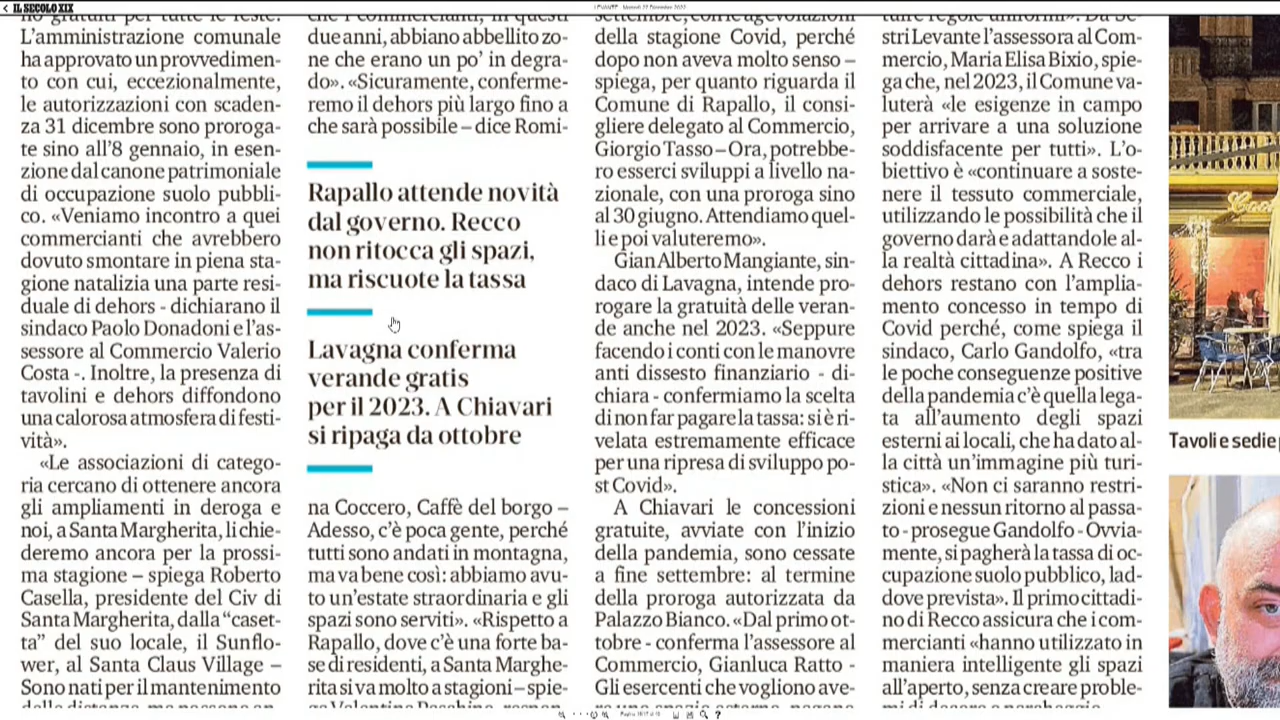 IL SECOLO XIX
no gratuiti per tutte le feste.
L'amministrazione comunale
ha approvato un provvedimen-
to con cui, eccezionalmente,
le autorizzazioni con scaden-
za 31 dicembre sono proroga-
te sino all'8 gennaio, in esen-
zione dal canone patrimoniale
di occupazione suolo pubbli-
co. «Veniamo incontro a quei
commercianti che avrebbero
dovuto smontare in piena sta-
gione natalizia una parte resi-
duale di dehors - dichiarano il
sindaco Paolo Donadoni e l'as-
sessore al Commercio Valerio
Costa -. Inoltre, la presenza di
tavolini e dehors diffondono
una calorosa atmosfera di festi-
vità».
«Le associazioni di catego-
ria cercano di ottenere ancora
gli ampliamenti in deroga e
noi, a Santa Margherita, li chie-
deremo ancora per la prossi-
ma stagione – spiega Roberto
Casella, presidente del Civ di
Santa Margherita, dalla “caset-
ta” del suo locale, il Sunflo-
wer, al Santa Claus Village –
Sono nati per il mantenimento
che i commercianti, in questi
due anni, abbiano abbellito zo-
ne che erano un po' in degra-
do». «Sicuramente, conferme-
remo il dehors più largo fino a
che sarà possibile – dice Romi-
Rapallo attende novità
dal governo. Recco
non ritocca gli spazi,
ma riscuote la tassa
Lavagna conferma
verande gratis
per il 2023. A Chiavari
si ripaga da ottobre
na Coccero, Caffè del borgo –
Adesso, c'è poca gente, perché
tutti sono andati in montagna,
ma va bene così: abbiamo avu-
to un'estate straordinaria e gli
spazi sono serviti». «Rispetto a
Rapallo, dove c'è una forte ba-
se di residenti, a Santa Marghe-
rita si va molto a stagioni – spie-
settembre, con le agevolazioni
della stagione Covid, perché
dopo non aveva molto senso –
spiega, per quanto riguarda il
Comune di Rapallo, il consi-
gliere delegato al Commercio,
Giorgio Tasso – Ora, potrebbe-
ro esserci sviluppi a livello na-
zionale, con una proroga sino
al 30 giugno. Attendiamo quel-
li e poi valuteremo».
Gian Alberto Mangiante, sin-
daco di Lavagna, intende pro-
rogare la gratuità delle veran-
de anche nel 2023. «Seppure
facendo i conti con le manovre
anti dissesto finanziario - di-
chiara - confermiamo la scelta
di non far pagare la tassa: si è ri-
velata estremamente efficace
per una ripresa di sviluppo po-
st Covid».
A Chiavari le concessioni
gratuite, avviate con l'inizio
della pandemia, sono cessate
a fine settembre: al termine
della proroga autorizzata da
Palazzo Bianco. «Dal primo ot-
tobre - conferma l'assessore al
Commercio, Gianluca Ratto -
Gli esercenti che vogliono ave-
ture regole uniformi». Da Se-
stri Levante l'assessora al Com-
mercio, Maria Elisa Bixio, spie-
ga che, nel 2023, il Comune va-
luterà «le esigenze in campo
per arrivare a una soluzione
soddisfacente per tutti». L'o-
biettivo è «continuare a soste-
nere il tessuto commerciale,
utilizzando le possibilità che il
governo darà e adattandole al-
la realtà cittadina». A Recco i
dehors restano con l'amplia-
mento concesso in tempo di
Covid perché, come spiega il
sindaco, Carlo Gandolfo, «tra
le poche conseguenze positive
della pandemia c'è quella lega-
ta all'aumento degli spazi
esterni ai locali, che ha dato al-
la città un'immagine più turi-
stica». «Non ci saranno restri-
zioni e nessun ritorno al passa-
to - prosegue Gandolfo - Ovvia-
mente, si pagherà la tassa di oc-
cupazione suolo pubblico, lad-
dove prevista». Il primo cittadi-
no di Recco assicura che i com-
mercianti «hanno utilizzato in
maniera intelligente gli spazi
all'aperto, senza creare proble-
Tavoli e sedie